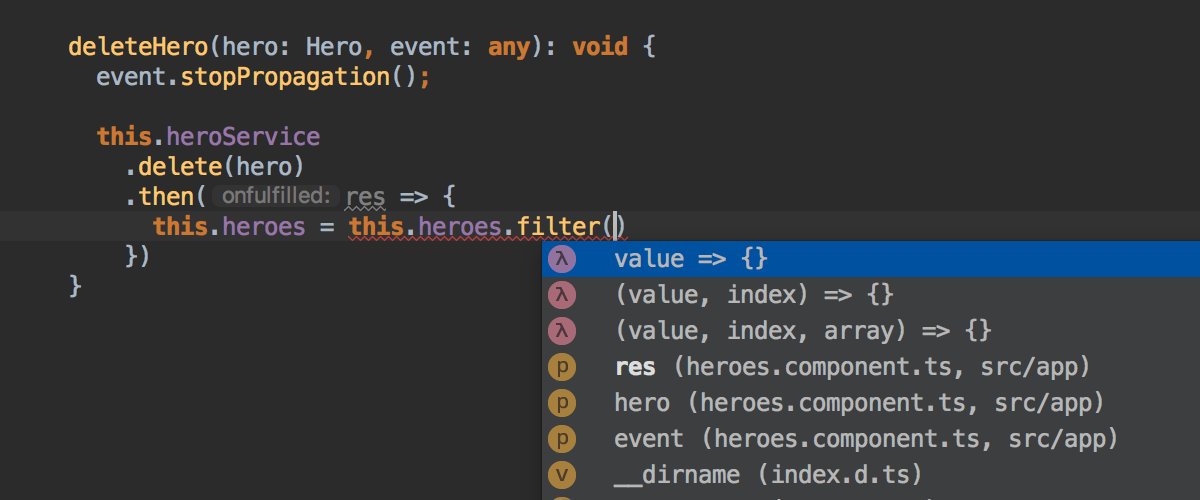 deleteHero(hero: Hero, event: any): void {
event.stopPropagation();
this.heroService
.delete(hero)
.then( onfulfilled: res => {
this.heroes = this.heroes.filter()
})
}
λ value => {}
λ (value, index) => {}
λ (value, index, array) => {}
p res (heroes.component.ts, src/app)
p hero (heroes.component.ts, src/app)
p event (heroes.component.ts, src/app)
v __dirname (index.d.ts)